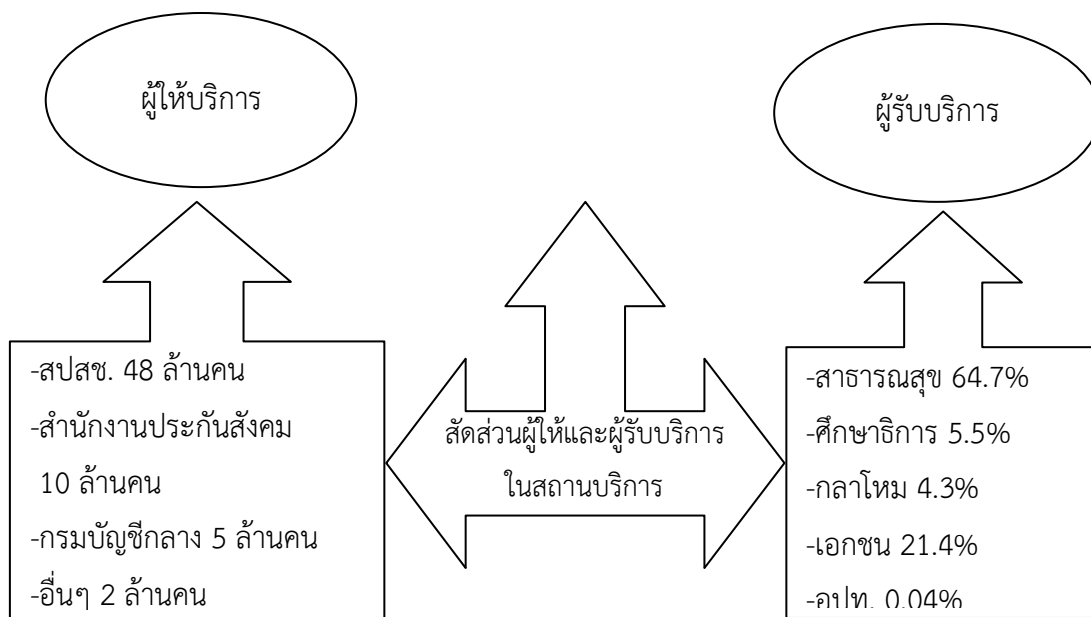 ผู้ให้บริการ
ผู้รับบริการ
-สปสช. 48 ล้านคน
-สำนักงานประกันสังคม
10 ล้านคน
-กรมบัญชีกลาง 5 ล้านคน
-อื่นๆ 2 ล้านคน
สัดส่วนผู้ให้และผู้รับบริการ
ในสถานบริการ
-สาธารณสุข 64.7%
-ศึกษาธิการ 5.5%
-กลาโหม 4.3%
-เอกชน 21.4%
-อปท. 0.04%